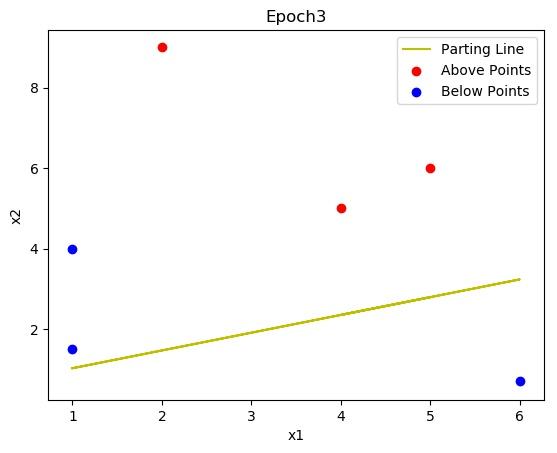 Epoch3
Parting Line
Above Points
Below Points
8
6
4
2
x2
1 2 3 4 5 6
x1